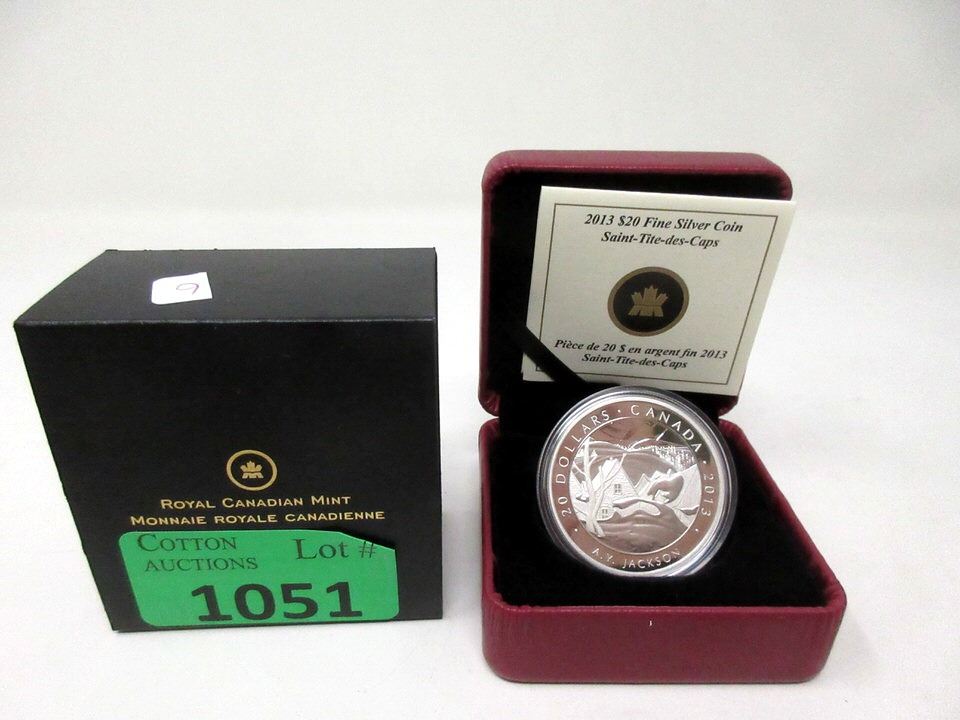 9
ROYAL CANADIAN MINT
MONNAIE ROYALE CANADIENNE
COTTON AUCTIONS
Lot #
1051
2013 $20 Fine Silver Coin
Saint-Tite-des-Caps
Pièce de 20 $ en argent fin 2013
Saint-Tite-des-Caps
20 DOLLARS · CANADA · 2013
A.Y. JACKSON